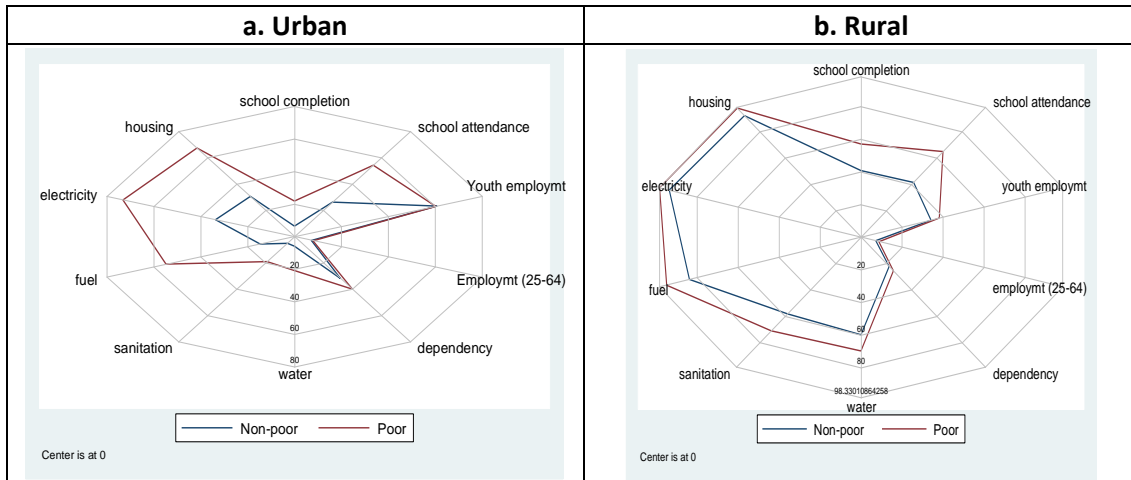 a. Urban
school completion
school attendance
Youth employmt
Employmt (25-64)
dependency
water
sanitation
fuel
electricity
housing
20
40
60
80
Non-poor
Poor
Center is at 0
b. Rural
school completion
school attendance
youth employmt
employmt (25-64)
dependency
water
sanitation
fuel
electricity
housing
20
40
60
80
98.33010864258
Non-poor
Poor
Center is at 0